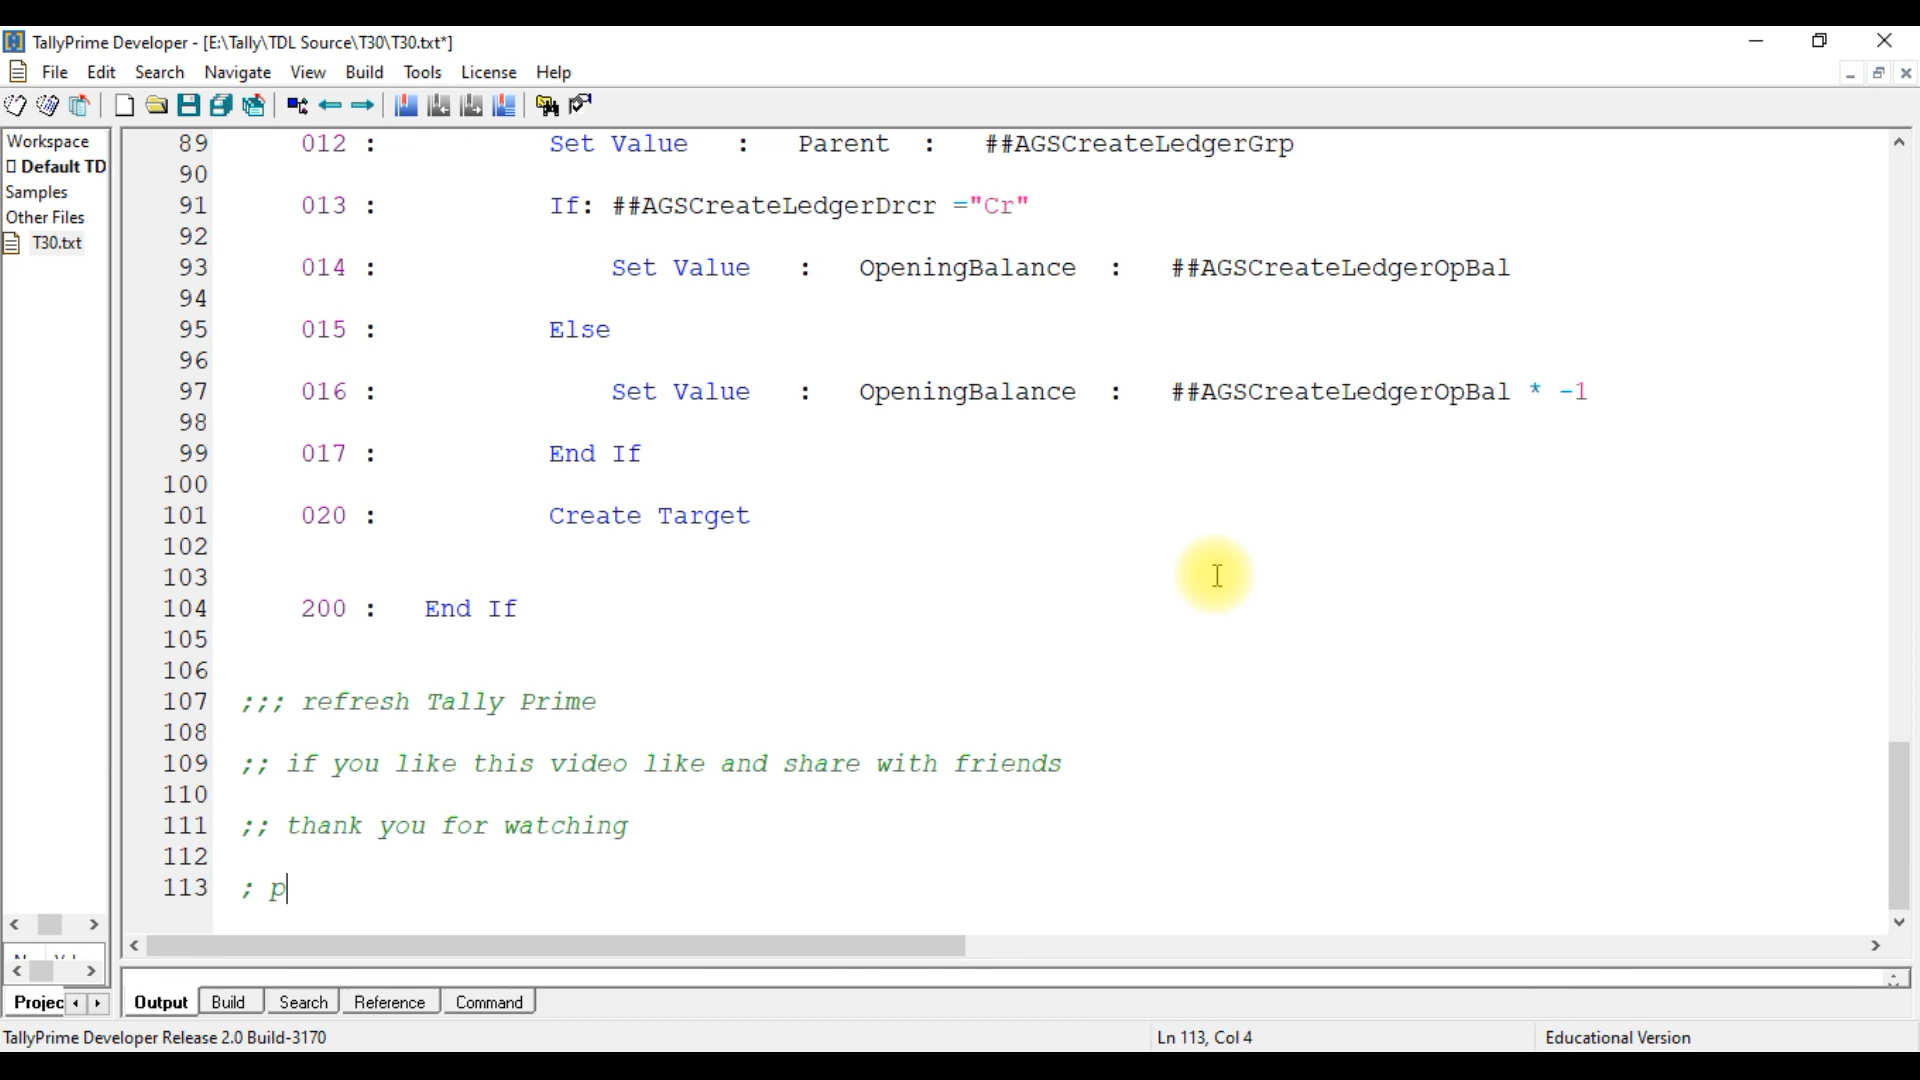 TallyPrime Developer - [E:\Tally\TDL Source\T30\T30.txt*]
File Edit Search Navigate View Build Tools License Help
Workspace
Default TD
Samples
Other Files
T30.txt
89 012 : Set Value : Parent : ##AGSCreateLedgerGrp
90
91 013 : If: ##AGSCreateLedgerDrcr ="Cr"
92
93 014 : Set Value : OpeningBalance : ##AGSCreateLedgerOpBal
94
95 015 : Else
96
97 016 : Set Value : OpeningBalance : ##AGSCreateLedgerOpBal * -1
98
99 017 : End If
100
101 020 : Create Target
102
103
104 200 : End If
105
106
107 ;;; refresh Tally Prime
108
109 ;; if you like this video like and share with friends
110
111 ;; thank you for watching
112
113 ; p
Projec
Output Build Search Reference Command
TallyPrime Developer Release 2.0 Build-3170 Ln 113, Col 4 Educational Version